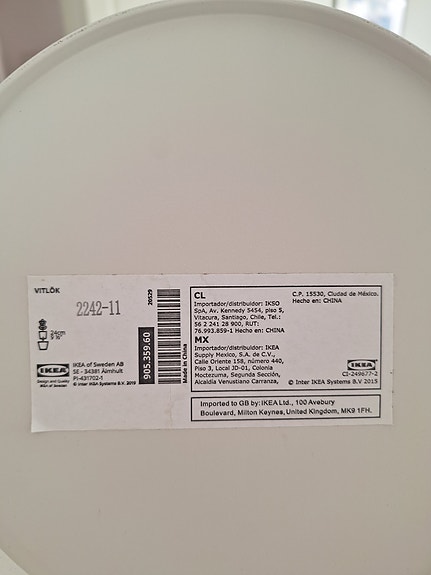 VITLÖK
2242-11
24cm
9 ½"
IKEA
Design and Quality
IKEA of Sweden
IKEA of Sweden AB
SE - 34381 Älmhult
PI-431702-1
© Inter IKEA Systems B.V. 2019
905.359.60
20529
Made in China
CL
Importador/distribuidor: IKSO
SpA, Av. Kennedy 5454, piso 5,
Vitacura, Santiago, Chile, Tel.:
56 2 241 28 900, RUT:
76.993.859-1 Hecho en: CHINA
MX
Importador/distribuidor: IKEA
Supply Mexico, S.A. de C.V.,
Calle Oriente 158, número 440,
Piso 3, Local JD-01, Colonia
Moctezuma, Segunda Sección,
Alcaldía Venustiano Carranza,
C.P. 15530, Ciudad de México.
Hecho en: CHINA
IKEA
CI-249677-2
© Inter IKEA Systems B.V 2015
Imported to GB by:IKEA Ltd., 100 Avebury
Boulevard, Milton Keynes, United Kingdom, MK9 1FH.